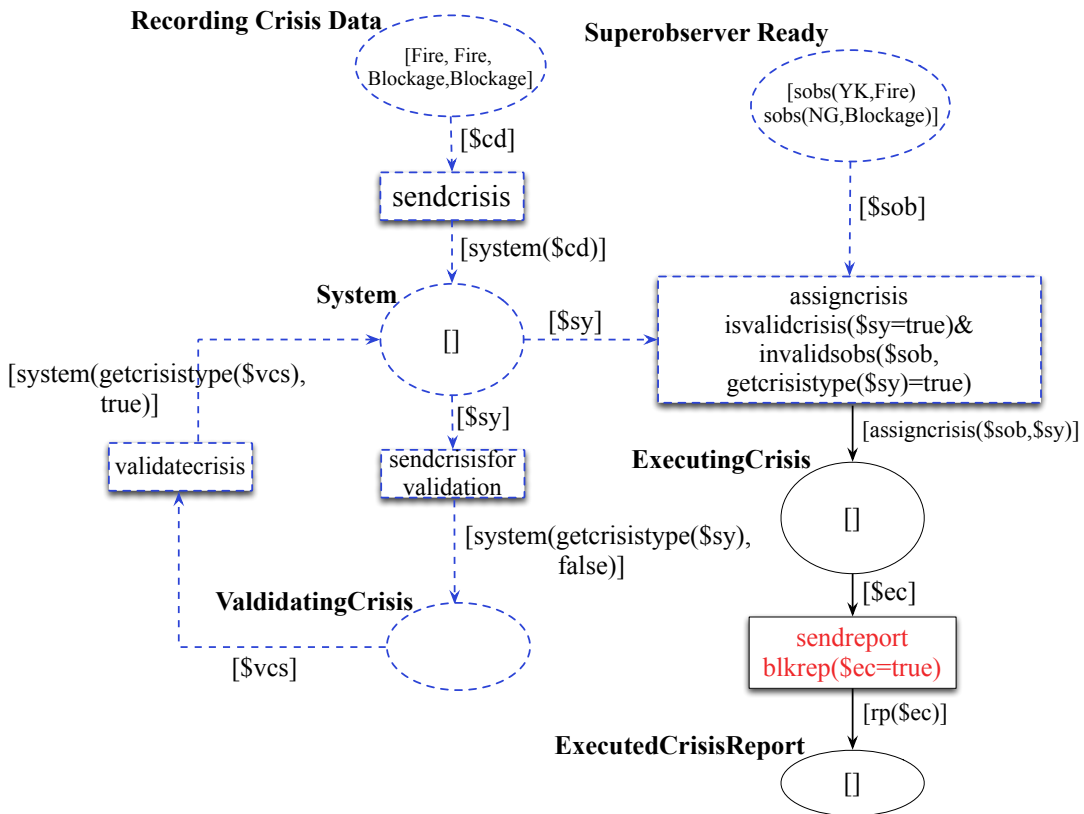 Recording Crisis Data
Superobserver Ready
[Fire, Fire,
Blockage,Blockage]
[sobs(YK,Fire)
sobs(NG,Blockage)]
[$cd]
sendcrisis
[$sob]
[system($cd)]
System
[]
[$sy]
assigncrisis
isvalidcrisis($sy=true)&
invalidsobs($sob,
getcrisistype($sy)=true)
[system(getcrisistype($vcs),
true)]
[$sy]
[assigncrisis($sob,$sy)]
validatecrisis
sendcrisisfor
validation
ExecutingCrisis
[]
[system(getcrisistype($sy),
false)]
ValdidatingCrisis
[$vcs]
[$ec]
sendreport
blkrep($ec=true)
[rp($ec)]
ExecutedCrisisReport
[]